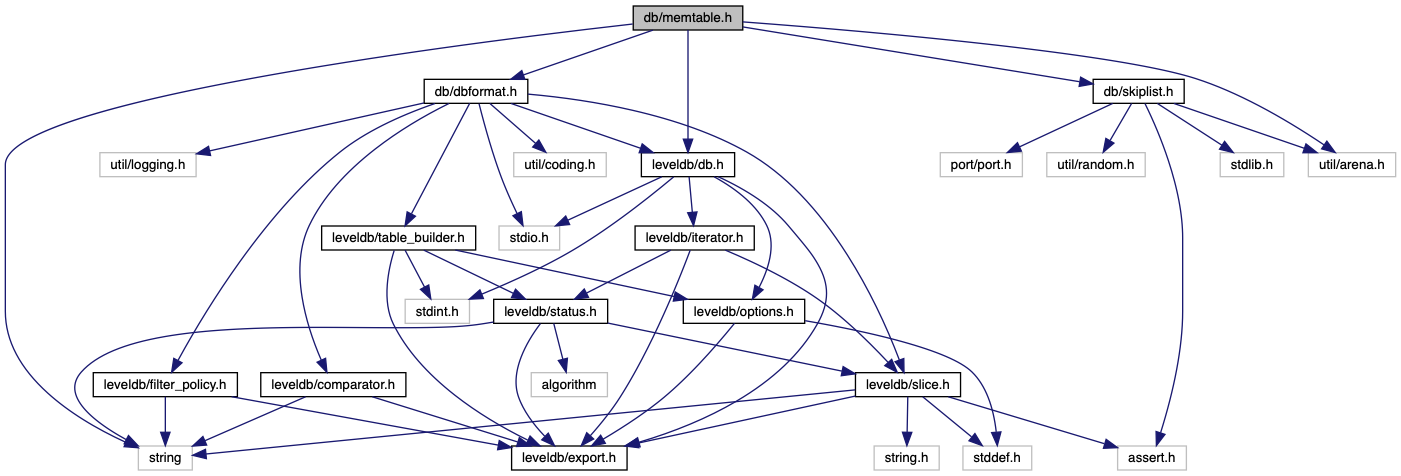 db/memtable.h
db/dbformat.h
db/skiplist.h
util/logging.h
util/coding.h
leveldb/db.h
port/port.h
util/random.h
stdlib.h
util/arena.h
leveldb/table_builder.h
stdio.h
leveldb/iterator.h
stdint.h
leveldb/status.h
leveldb/options.h
leveldb/filter_policy.h
leveldb/comparator.h
algorithm
leveldb/slice.h
string
leveldb/export.h
string.h
stddef.h
assert.h